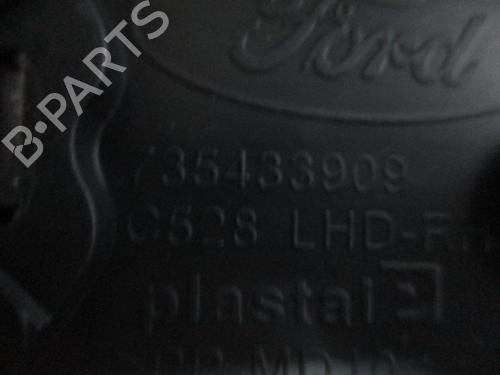 Ford
735433909
C528 LHD-
plastal
B-PARTS